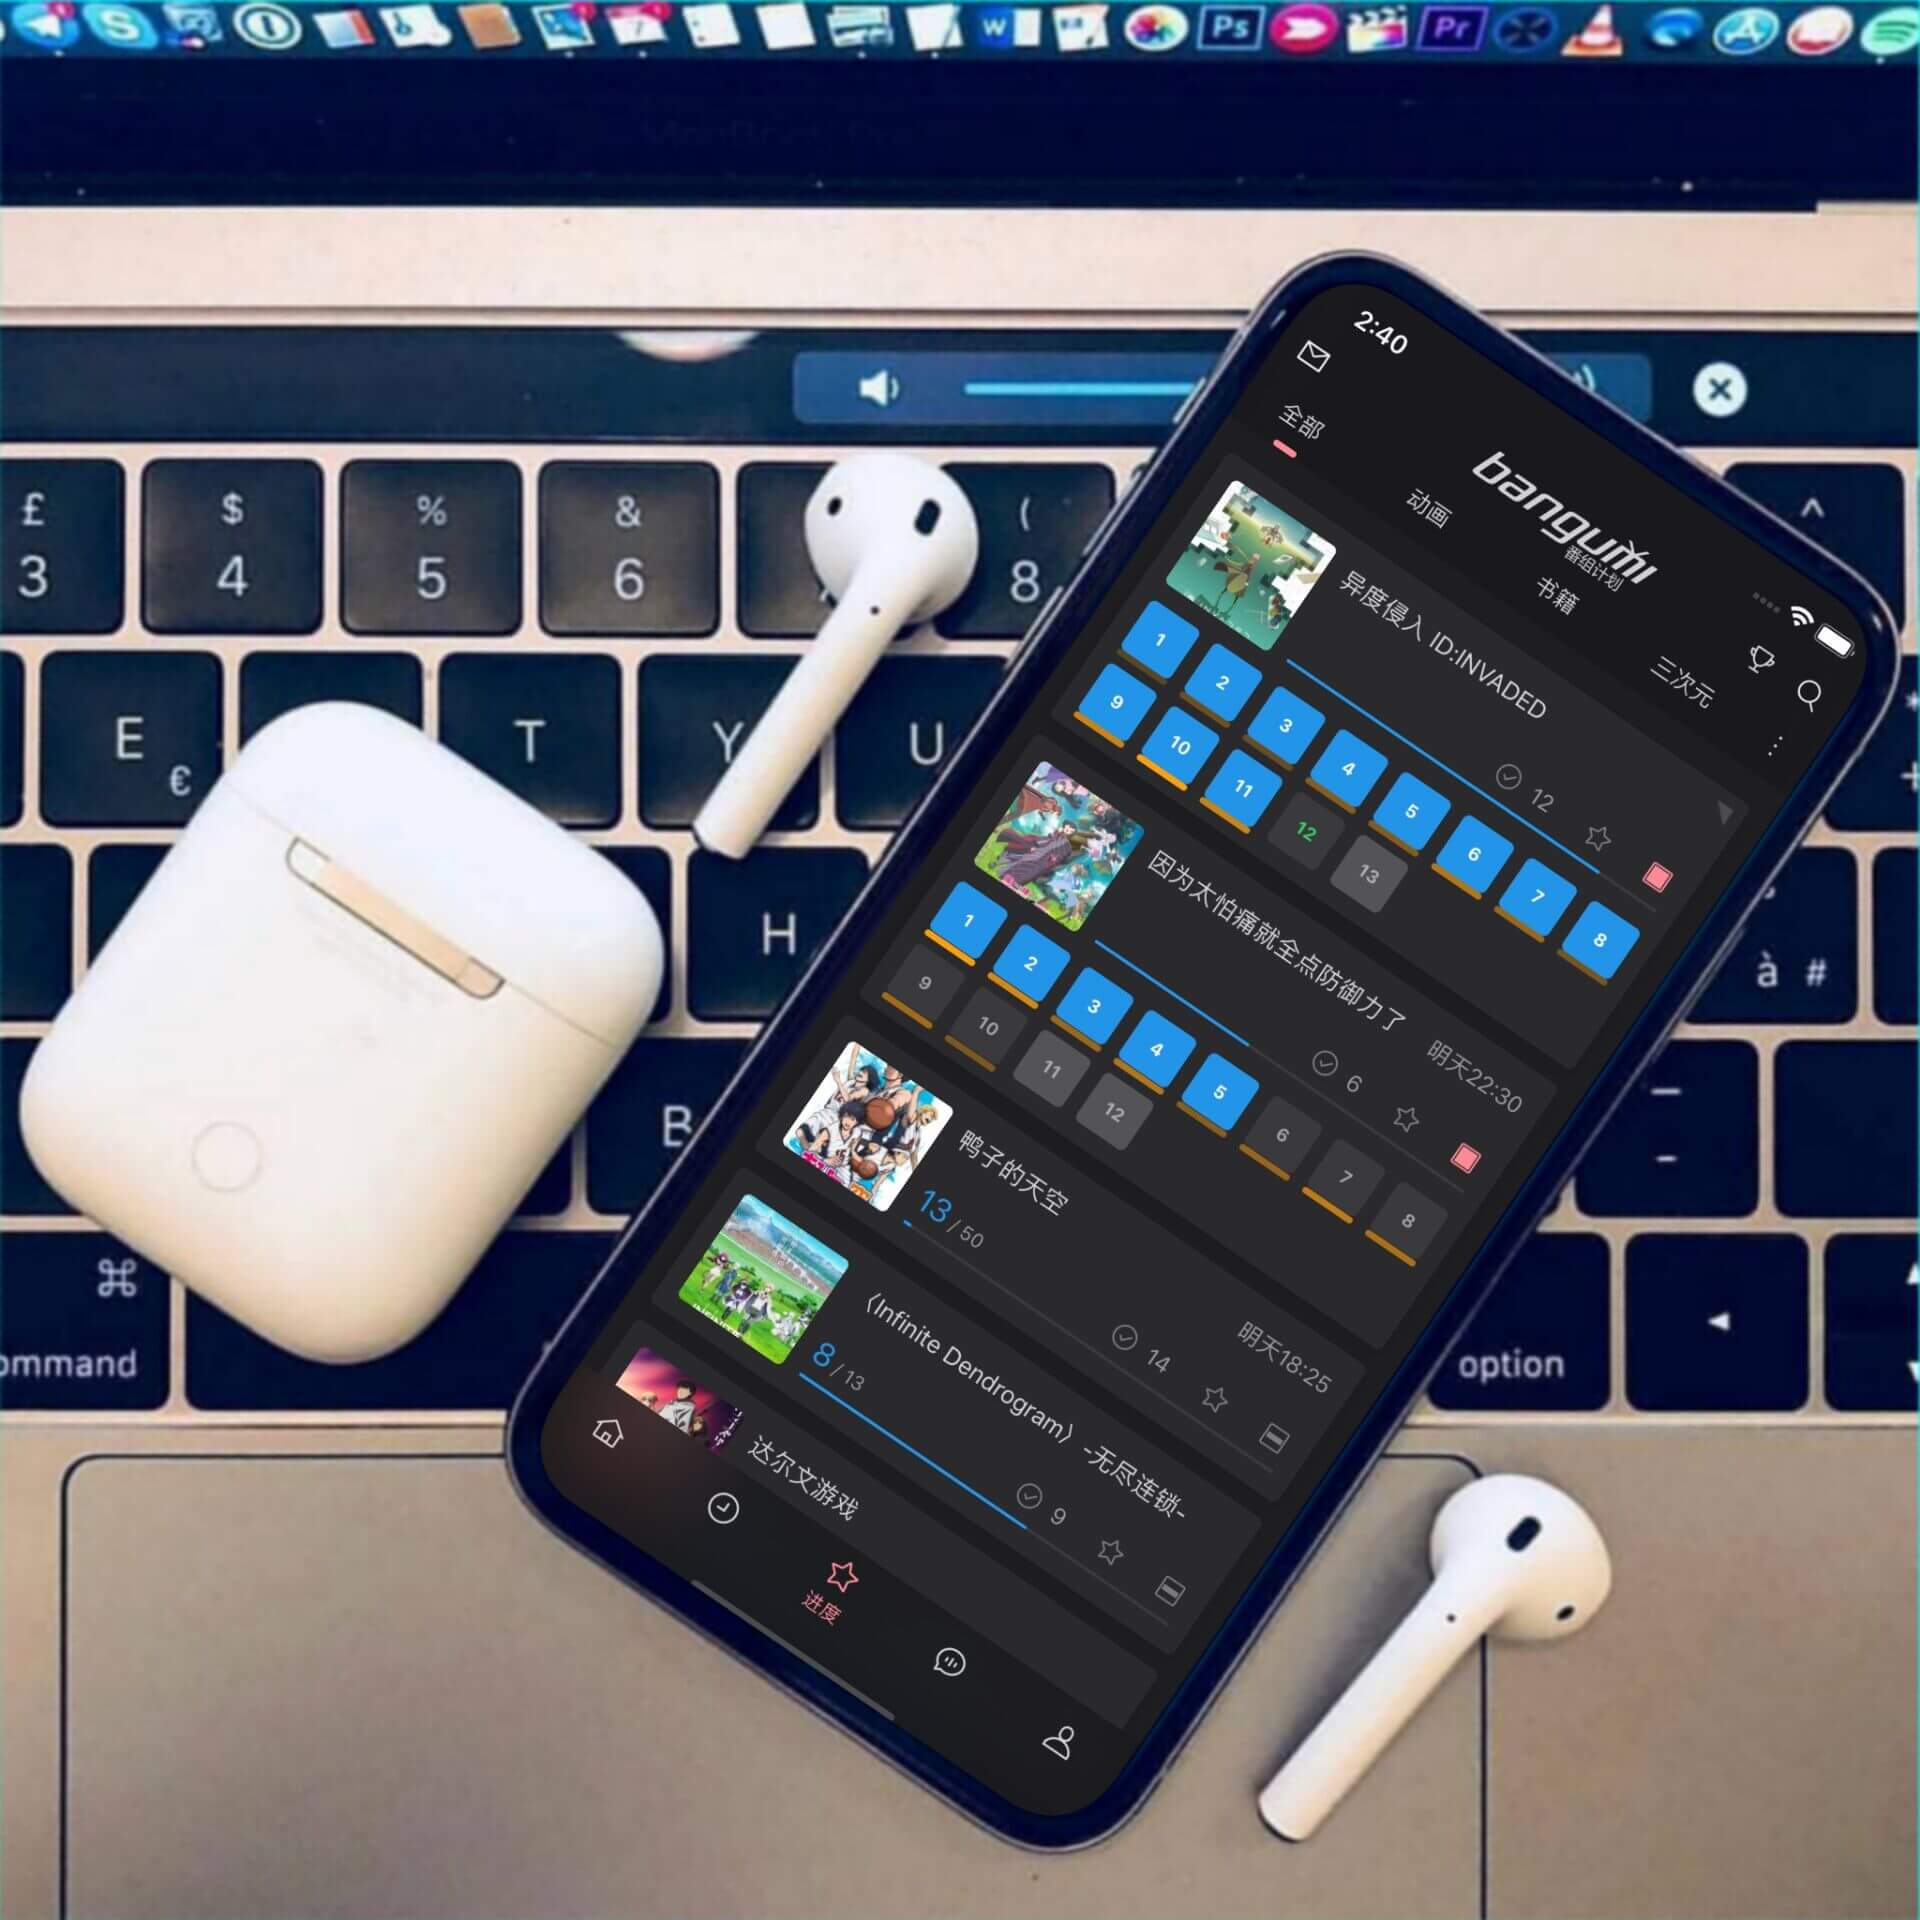 Ps
Pr
W
£
3
$
4
%
5
&
6
(
8
^
E
€
T
Y
U
H
B
à #
⌘
command
option
2:40
bangumi
番组计划
全部
动画
书籍
三次元
异度侵入 ID:INVADED
12
1
2
3
4
5
6
7
8
9
10
11
12
13
因为太怕痛就全点防御力了
明天22:30
6
1
2
3
4
5
6
7
8
9
10
11
12
鸭子的天空
明天18:25
13 / 50
14
〈Infinite Dendrogram〉-无尽连锁-
8 / 13
9
达尔文游戏
进度